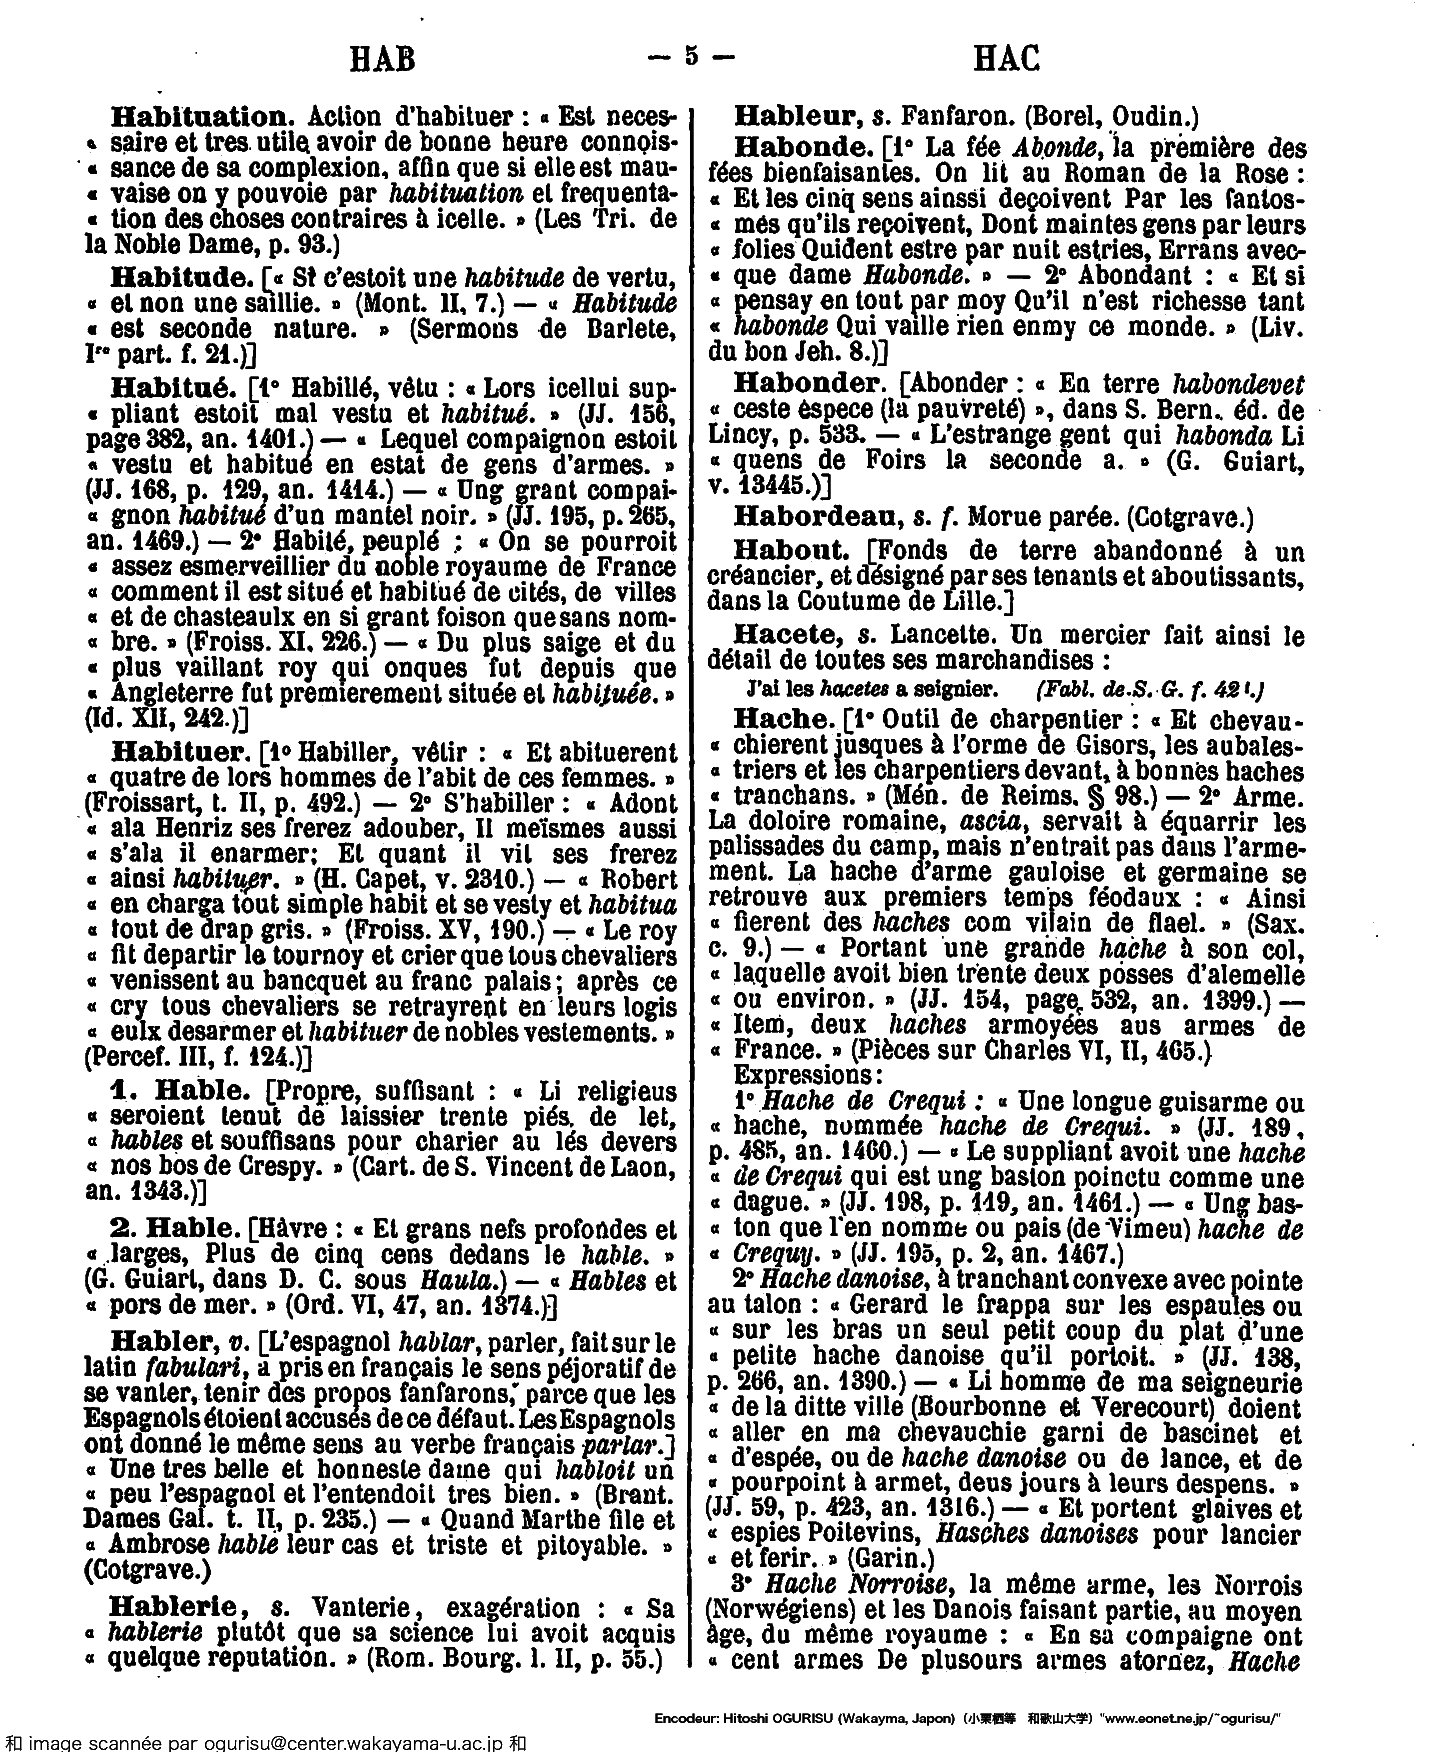 HAB — 5 — HAC
Habituation. Action d'habituer : « Est neces-
« saire et tres utile avoir de bonne heure connois-
« sance de sa complexion, affin que si elle est mau-
« vaise on y pouvoie par habituation et frequenta-
« tion des choses contraires à icelle. » (Les Tri. de
la Noble Dame, p. 93.)
Habitude. [« St c'estoit une habitude de vertu,
« et non une saillie. » (Mont. II, 7.) — « Habitude
« est seconde nature. » (Sermons de Barlete,
Ire part. f. 21.)]
Habitué. [1° Habillé, vêtu : « Lors icellui sup-
« pliant estoit mal vestu et habitué. » (JJ. 156,
page 382, an. 1401.) — « Lequel compaignon estoit
« vestu et habitué en estat de gens d'armes. »
(JJ. 168, p. 129, an. 1414.) — « Ung grant compai-
« gnon habitué d'un mantel noir. » (JJ. 195, p. 265,
an. 1469.) — 2° Habité, peuplé : « On se pourroit
« assez esmerveillier du noble royaume de France
« comment il est situé et habitué de cités, de villes
« et de chasteaulx en si grant foison que sans nom-
« bre. » (Froiss. XI, 226.) — « Du plus saige et du
« plus vaillant roy qui onques fut depuis que
« Angleterre fut premierement située et habituée. »
(Id. XII, 242.)]
Habituer. [1° Habiller, vêtir : « Et abituerent
« quatre de lors hommes de l'abit de ces femmes. »
(Froissart, t. II, p. 492.) — 2° S'habiller : « Adont
« ala Henriz ses frerez adouber, Il meïsmes aussi
« s'ala il enarmer; Et quant il vit ses frerez
« ainsi habituer. » (H. Capet, v. 2310.) — « Robert
« en charga tout simple habit et se vesty et habitua
« tout de drap gris. » (Froiss. XV, 190.) — « Le roy
« fit departir le tournoy et crier que tous chevaliers
« venissent au bancquet au franc palais; après ce
« cry tous chevaliers se retrayrent en leurs logis
« eulx desarmer et habituer de nobles vestements. »
(Percef. III, f. 124.)]
1. Hable. [Propre, suffisant : « Li religieus
« seroient tenut de laissier trente piés de let,
« hables et souffisans pour charier au lés devers
« nos bos de Crespy. » (Cart. de S. Vincent de Laon,
an. 1343.)]
2. Hable. [Hâvre : « Et grans nefs profondes et
« larges, Plus de cinq cens dedans le hable. »
(G. Guiart, dans D. C. sous Haula.) — « Hables et
« pors de mer. » (Ord. VI, 47, an. 1374.)]
Habler, v. [L'espagnol hablar, parler, fait sur le
latin fabulari, a pris en français le sens péjoratif de
se vanter, tenir des propos fanfarons, parce que les
Espagnols étoient accusés de ce défaut. Les Espagnols
ont donné le même sens au verbe français parlar.]
« Une tres belle et honneste dame qui habloit un
« peu l'espagnol et l'entendoit tres bien. » (Brant.
Dames Gal. t. II, p. 235.) — « Quand Marthe file et
« Ambrose hable leur cas et triste et pitoyable. »
(Cotgrave.)
Hablerie, s. Vanterie, exagération : « Sa
« hablerie plutôt que sa science lui avoit acquis
« quelque reputation. » (Rom. Bourg. l. II, p. 55.)
Hableur, s. Fanfaron. (Borel, Oudin.)
Habonde. [1° La fée Abonde, la première des
fées bienfaisantes. On lit au Roman de la Rose :
« Et les cinq sens ainssi deçoivent Par les fantos-
« mes qu'ils reçoivent, Dont maintes gens par leurs
« folies Quident estre par nuit estries, Errans avec-
« que dame Habonde. » — 2° Abondant : « Et si
« pensay en tout par moy Qu'il n'est richesse tant
« habonde Qui vaille rien enmy ce monde. » (Liv.
du bon Jeh. 8.)]
Habonder. [Abonder : « En terre habondevet
« ceste espece (la pauvreté) », dans S. Bern. éd. de
Lincy, p. 533. — « L'estrange gent qui habonda Li
« quens de Foirs la seconde a. » (G. Guiart,
v. 13445.)]
Habordeau, s. f. Morue parée. (Cotgrave.)
Habout. [Fonds de terre abandonné à un
créancier, et désigné par ses tenants et aboutissants,
dans la Coutume de Lille.]
Hacete, s. Lancette. Un mercier fait ainsi le
détail de toutes ses marchandises :
J'ai les hacetes a seignier. (Fabl. de S. G. f. 42 1.)
Hache. [1° Outil de charpentier : « Et chevau-
« chierent jusques à l'orme de Gisors, les aubales-
« triers et les charpentiers devant, à bonnes haches
« tranchans. » (Mén. de Reims. § 98.) — 2° Arme.
La doloire romaine, ascia, servait à équarrir les
palissades du camp, mais n'entrait pas dans l'arme-
ment. La hache d'arme gauloise et germaine se
retrouve aux premiers temps féodaux : « Ainsi
« fierent des haches com vilain de flael. » (Sax.
c. 9.) — « Portant une grande hache à son col,
« laquelle avoit bien trente deux posses d'alemelle
« ou environ. » (JJ. 154, page 532, an. 1399.) —
« Item, deux haches armoyées aus armes de
« France. » (Pièces sur Charles VI, II, 465.)
Expressions :
1° Hache de Crequi : « Une longue guisarme ou
« hache, nommée hache de Crequi. » (JJ. 189,
p. 485, an. 1460.) — « Le suppliant avoit une hache
« de Crequi qui est ung baston poinctu comme une
« dague. » (JJ. 198, p. 119, an. 1461.) — « Ung bas-
« ton que l'en nomme ou pais (de Vimeu) hache de
« Crequy. » (JJ. 195, p. 2, an. 1467.)
2° Hache danoise, à tranchant convexe avec pointe
au talon : « Gerard le frappa sur les espaules ou
« sur les bras un seul petit coup du plat d'une
« petite hache danoise qu'il portoit. » (JJ. 138,
p. 266, an. 1390.) — « Li homme de ma seigneurie
« de la ditte ville (Bourbonne et Verecourt) doient
« aller en ma chevauchie garni de bascinet et
« d'espée, ou de hache danoise ou de lance, et de
« pourpoint à armet, deus jours à leurs despens. »
(JJ. 59, p. 423, an. 1316.) — « Et portent glaives et
« espies Poitevins, Hasches danoises pour lancier
« et ferir. » (Garin.)
3° Hache Norroise, la même arme, les Norrois
(Norwégiens) et les Danois faisant partie, au moyen
âge, du même royaume : « En sa compaigne ont
« cent armes De plusours armes atornez, Hache
Encodeur: Hitoshi OGURISU (Wakayma, Japon) (小栗栖等 和歌山大学) "www.eonet.ne.jp/~ogurisu/"
和 image scannée par ogurisu@center.wakayama-u.ac.jp 和